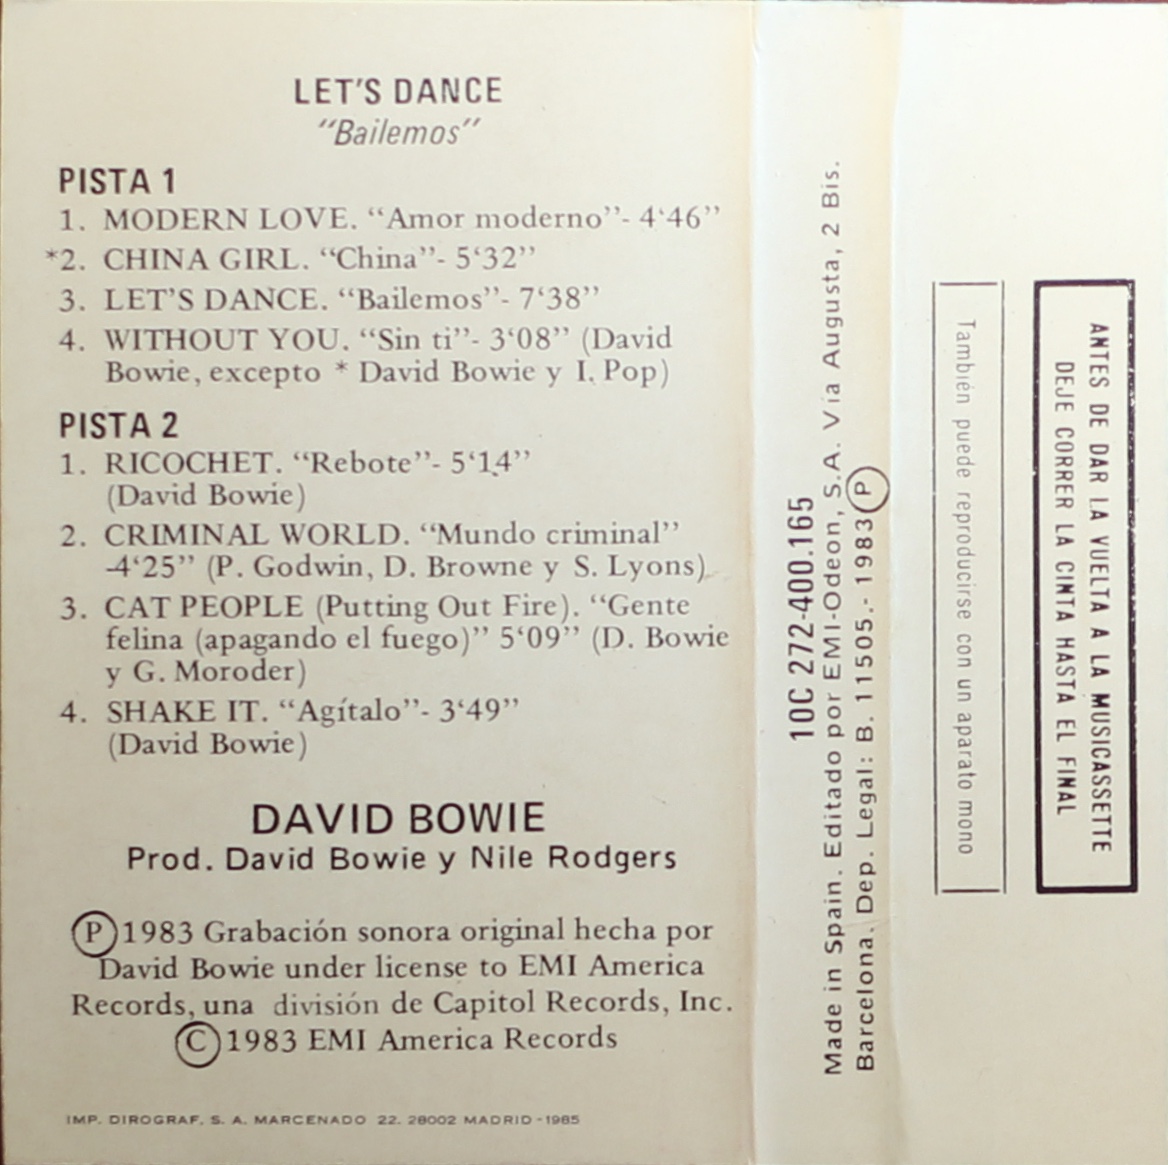 LET'S DANCE
"Bailemos"
PISTA 1
1. MODERN LOVE. “Amor moderno”- 4‘46”
*2. CHINA GIRL. “China”- 5‘32”
3. LET’S DANCE. “Bailemos”- 7‘38”
4. WITHOUT YOU. “Sin ti”- 3‘08” (David
Bowie, excepto * David Bowie y I. Pop)
PISTA 2
1. RICOCHET. “Rebote”- 5‘14”
(David Bowie)
2. CRIMINAL WORLD. “Mundo criminal”
-4‘25” (P. Godwin, D. Browne y S. Lyons)
3. CAT PEOPLE (Putting Out Fire). “Gente
felina (apagando el fuego)” 5‘09” (D. Bowie
y G. Moroder)
4. SHAKE IT. “Agítalo”- 3‘49”
(David Bowie)
DAVID BOWIE
Prod. David Bowie y Nile Rodgers
Ⓟ 1983 Grabación sonora original hecha por
David Bowie under license to EMI America
Records, una división de Capitol Records, Inc.
Ⓒ 1983 EMI America Records
IMP. DIROGRAF. S. A. MARCENADO 22. 28002 MADRID - 1985
10C 272-400.165
Made in Spain. Editado por EMI-Odeon, S.A. Vía Augusta, 2 Bis.
Barcelona. Dep. Legal: B. 11505.- 1983 Ⓟ
También puede reproducirse con un aparato mono
ANTES DE DAR LA VUELTA A LA MUSICASSETTE
DEJE CORRER LA CINTA HASTA EL FINAL